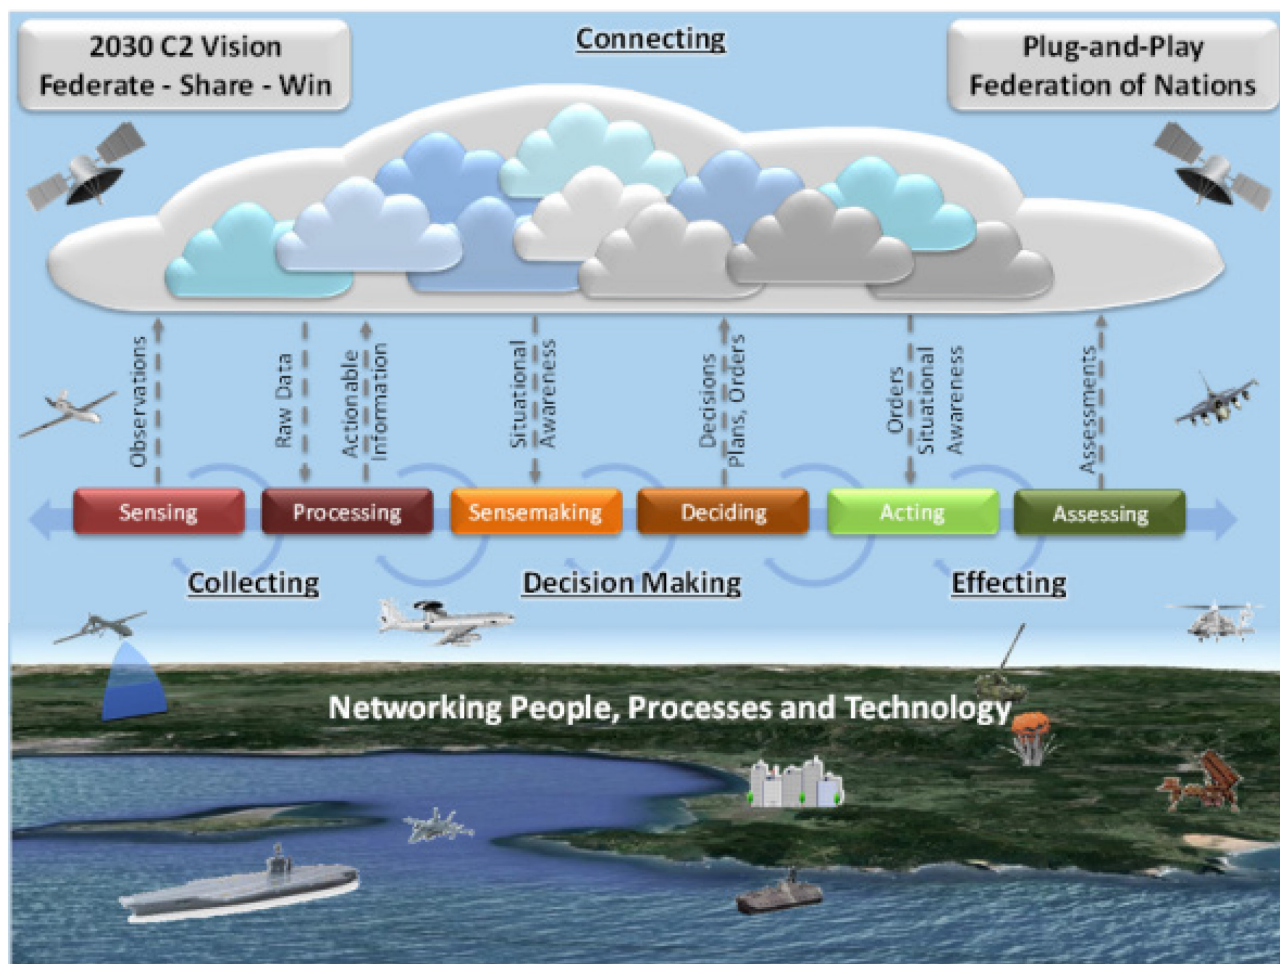 2030 C2 Vision
Federate - Share - Win
Connecting
Plug-and-Play
Federation of Nations
Observations
Raw Data
Actionable
Information
Situational
Awareness
Decisions
Plans, Orders
Orders
Situational
Awareness
Assessments
Sensing
Processing
Sensemaking
Deciding
Acting
Assessing
Collecting
Decision Making
Effecting
Networking People, Processes and Technology